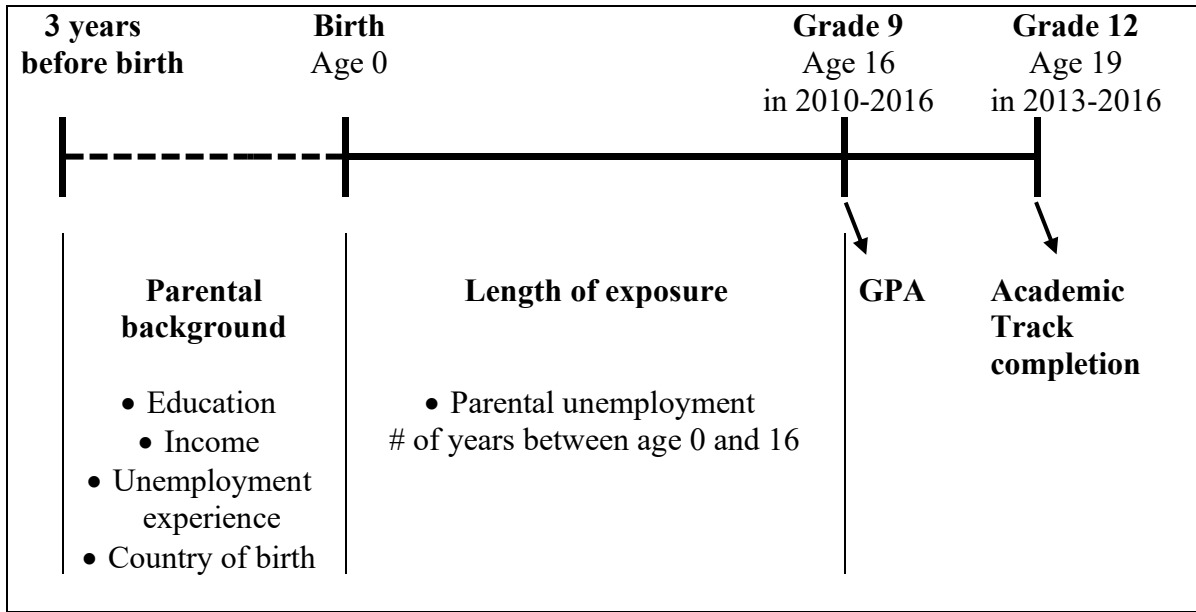 3 years
before birth
Birth
Age 0
Grade 9
Age 16
in 2010-2016
Grade 12
Age 19
in 2013-2016
Parental
background
• Education
• Income
• Unemployment
experience
• Country of birth
Length of exposure
• Parental unemployment
# of years between age 0 and 16
GPA
Academic
Track
completion